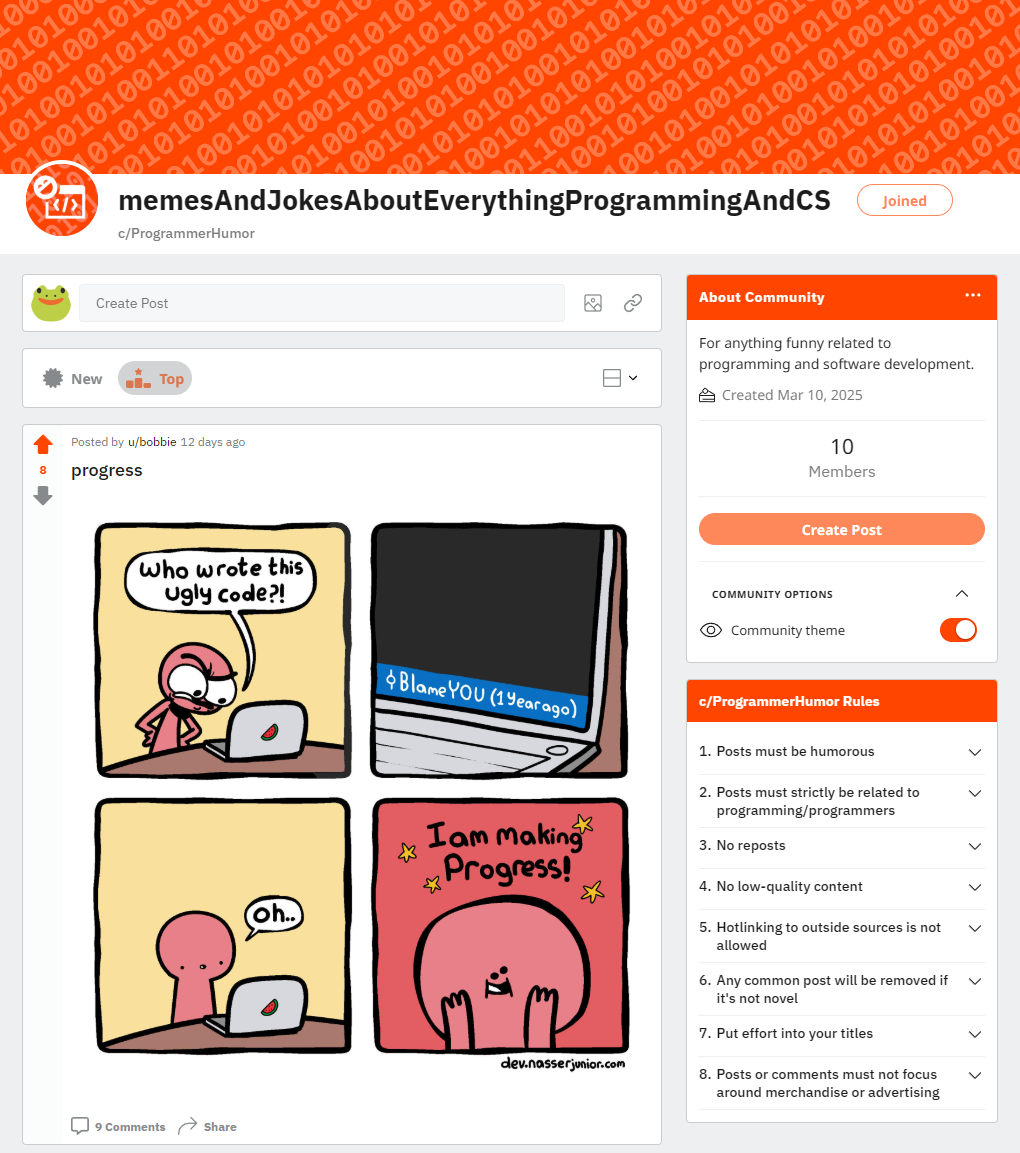 memesAndJokesAboutEverythingProgrammingAndCS
Joined
c/ProgrammerHumor
Create Post
New
Top
Posted by u/bobbie 12 days ago
8
progress
Who wrote this
ugly code?!
Blame YOU (1 year ago)
Oh..
I am making
Progress!
dev.nasserjunior.com
9 Comments
Share
About Community
For anything funny related to
programming and software development.
Created Mar 10, 2025
10
Members
Create Post
COMMUNITY OPTIONS
Community theme
c/ProgrammerHumor Rules
1. Posts must be humorous
2. Posts must strictly be related to
programming/programmers
3. No reposts
4. No low-quality content
5. Hotlinking to outside sources is not
allowed
6. Any common post will be removed if
it's not novel
7. Put effort into your titles
8. Posts or comments must not focus
around merchandise or advertising